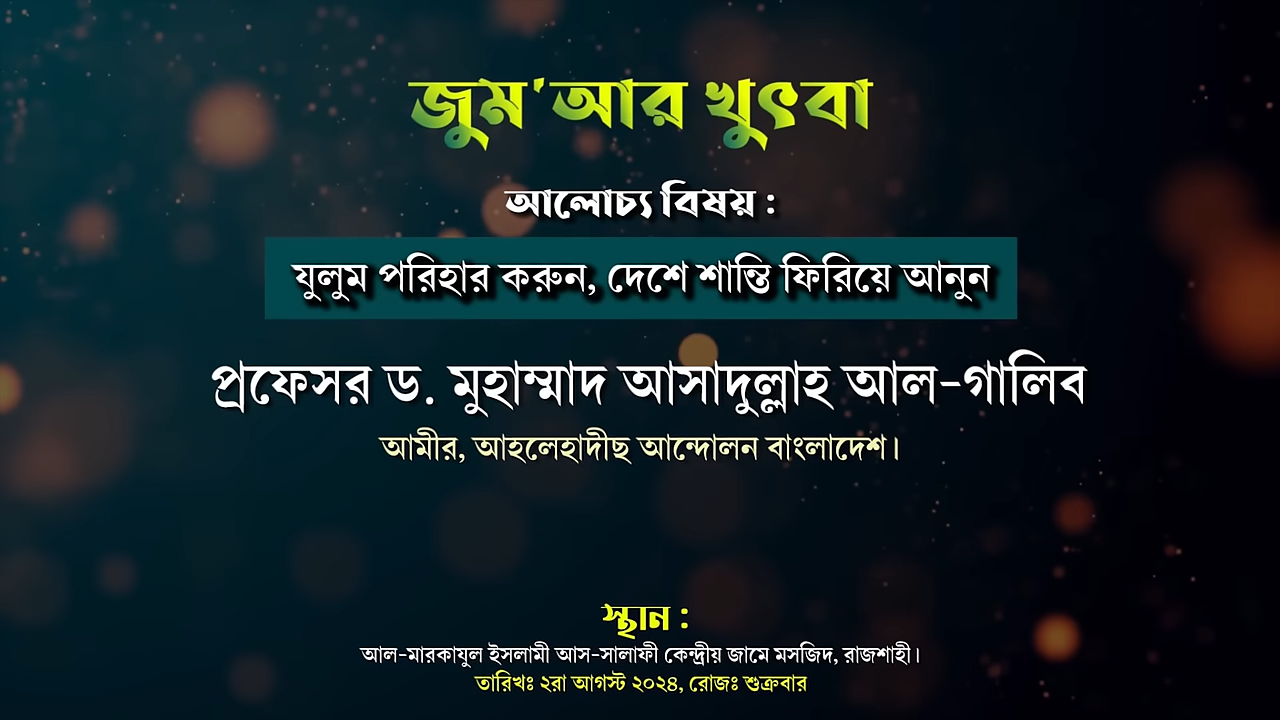 জুম'আর খুৎবা
আলোচ্য বিষয় :
যুলুম পরিহার করুন, দেশে শান্তি ফিরিয়ে আনুন
প্রফেসর ড. মুহাম্মাদ আসাদুল্লাহ আল-গালিব
আমীর, আহলেহাদীছ আন্দোলন বাংলাদেশ।
স্থান :
আল-মারকাযুল ইসলামী আস-সালাফী কেন্দ্রীয় জামে মসজিদ, রাজশাহী।
তারিখঃ ২রা আগস্ট ২০২৪, রোজঃ শুক্রবার